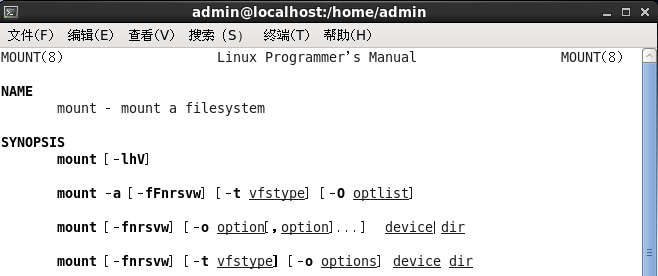 admin@localhost:/home/admin
文件(F) 编辑(E) 查看(V) 搜索 (S) 终端(T) 帮助(H)
MOUNT(8) Linux Programmer's Manual MOUNT(8)
NAME
mount - mount a filesystem
SYNOPSIS
mount [-lhV]
mount -a [-fFnrsvw] [-t vfstype] [-O optlist]
mount [-fnrsvw] [-o option[,option]...] device| dir
mount [-fnrsvw] [-t vfstype] [-o options] device dir